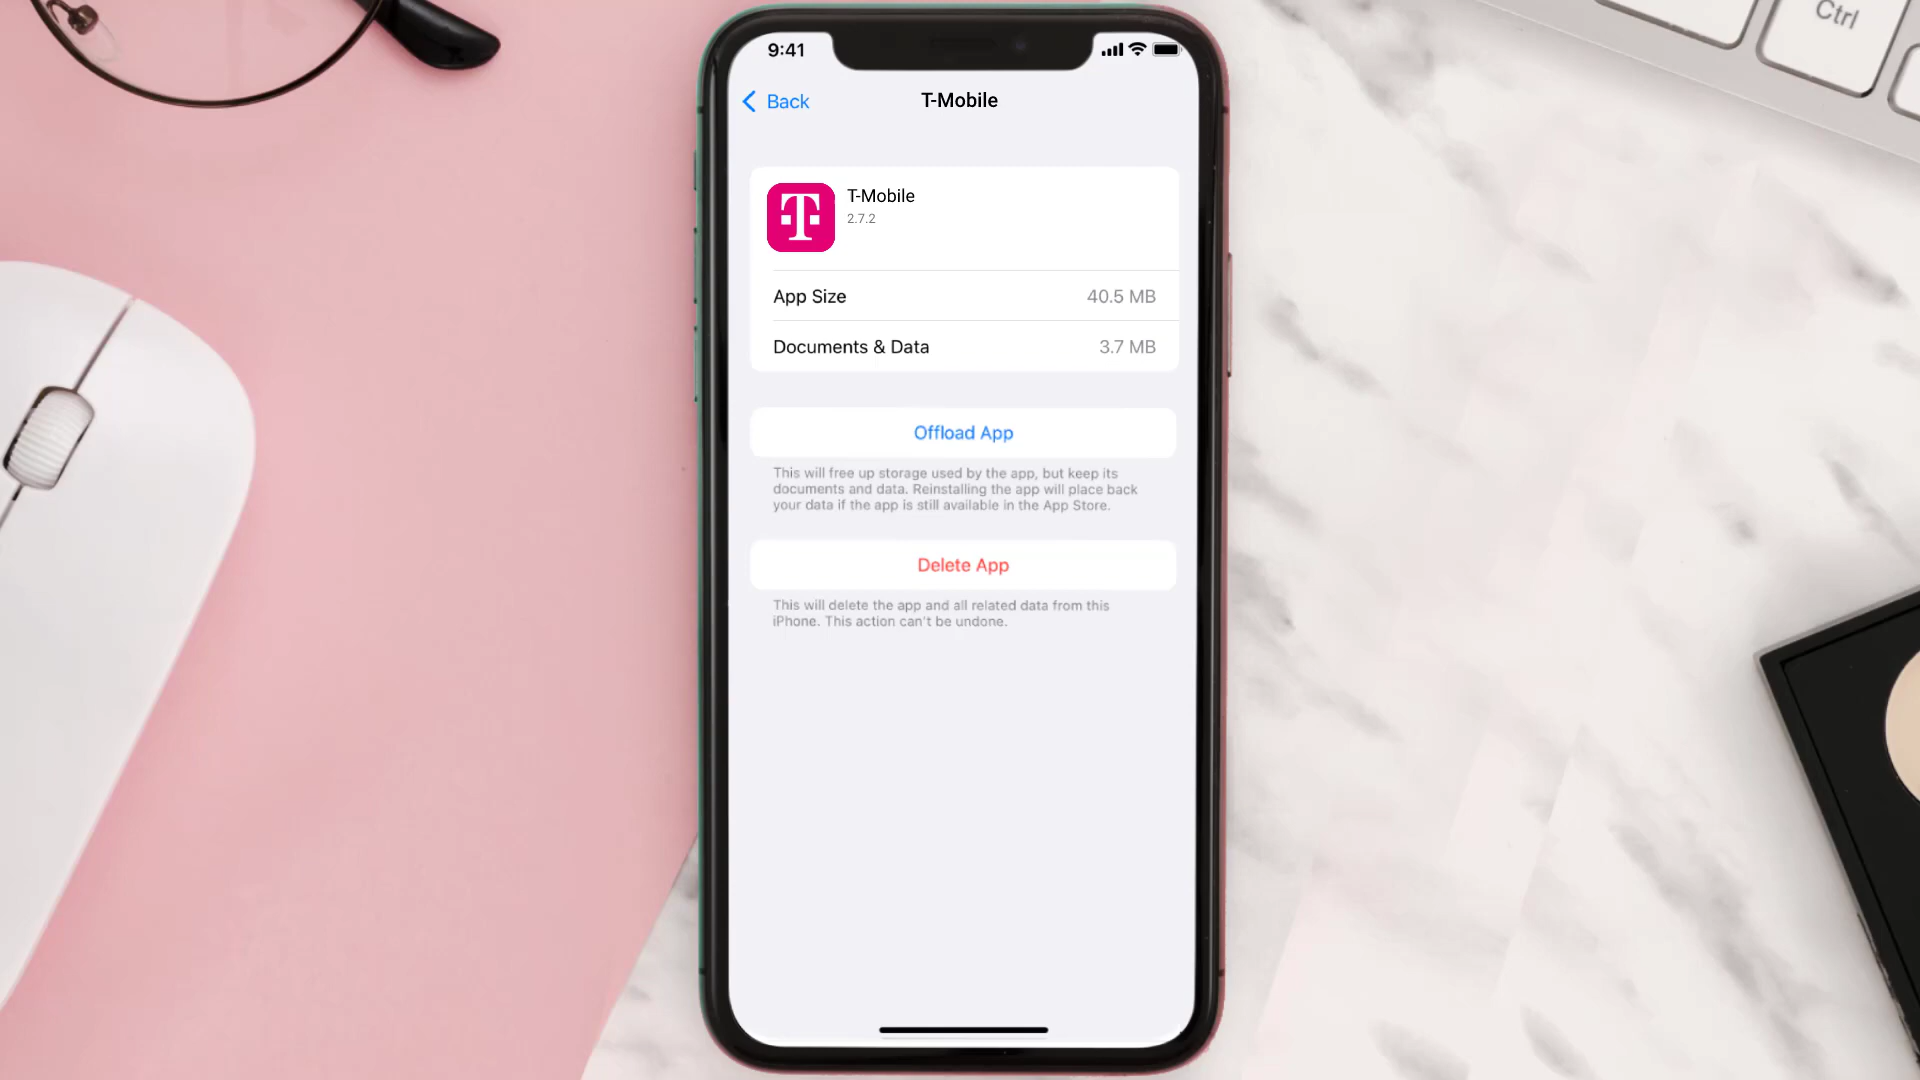 Ctrl
9:41
Back
T-Mobile
T
T-Mobile
2.7.2
App Size 40.5 MB
Documents & Data 3.7 MB
Offload App
This will free up storage used by the app, but keep its
documents and data. Reinstalling the app will place back
your data if the app is still available in the App Store.
Delete App
This will delete the app and all related data from this
iPhone. This action can't be undone.